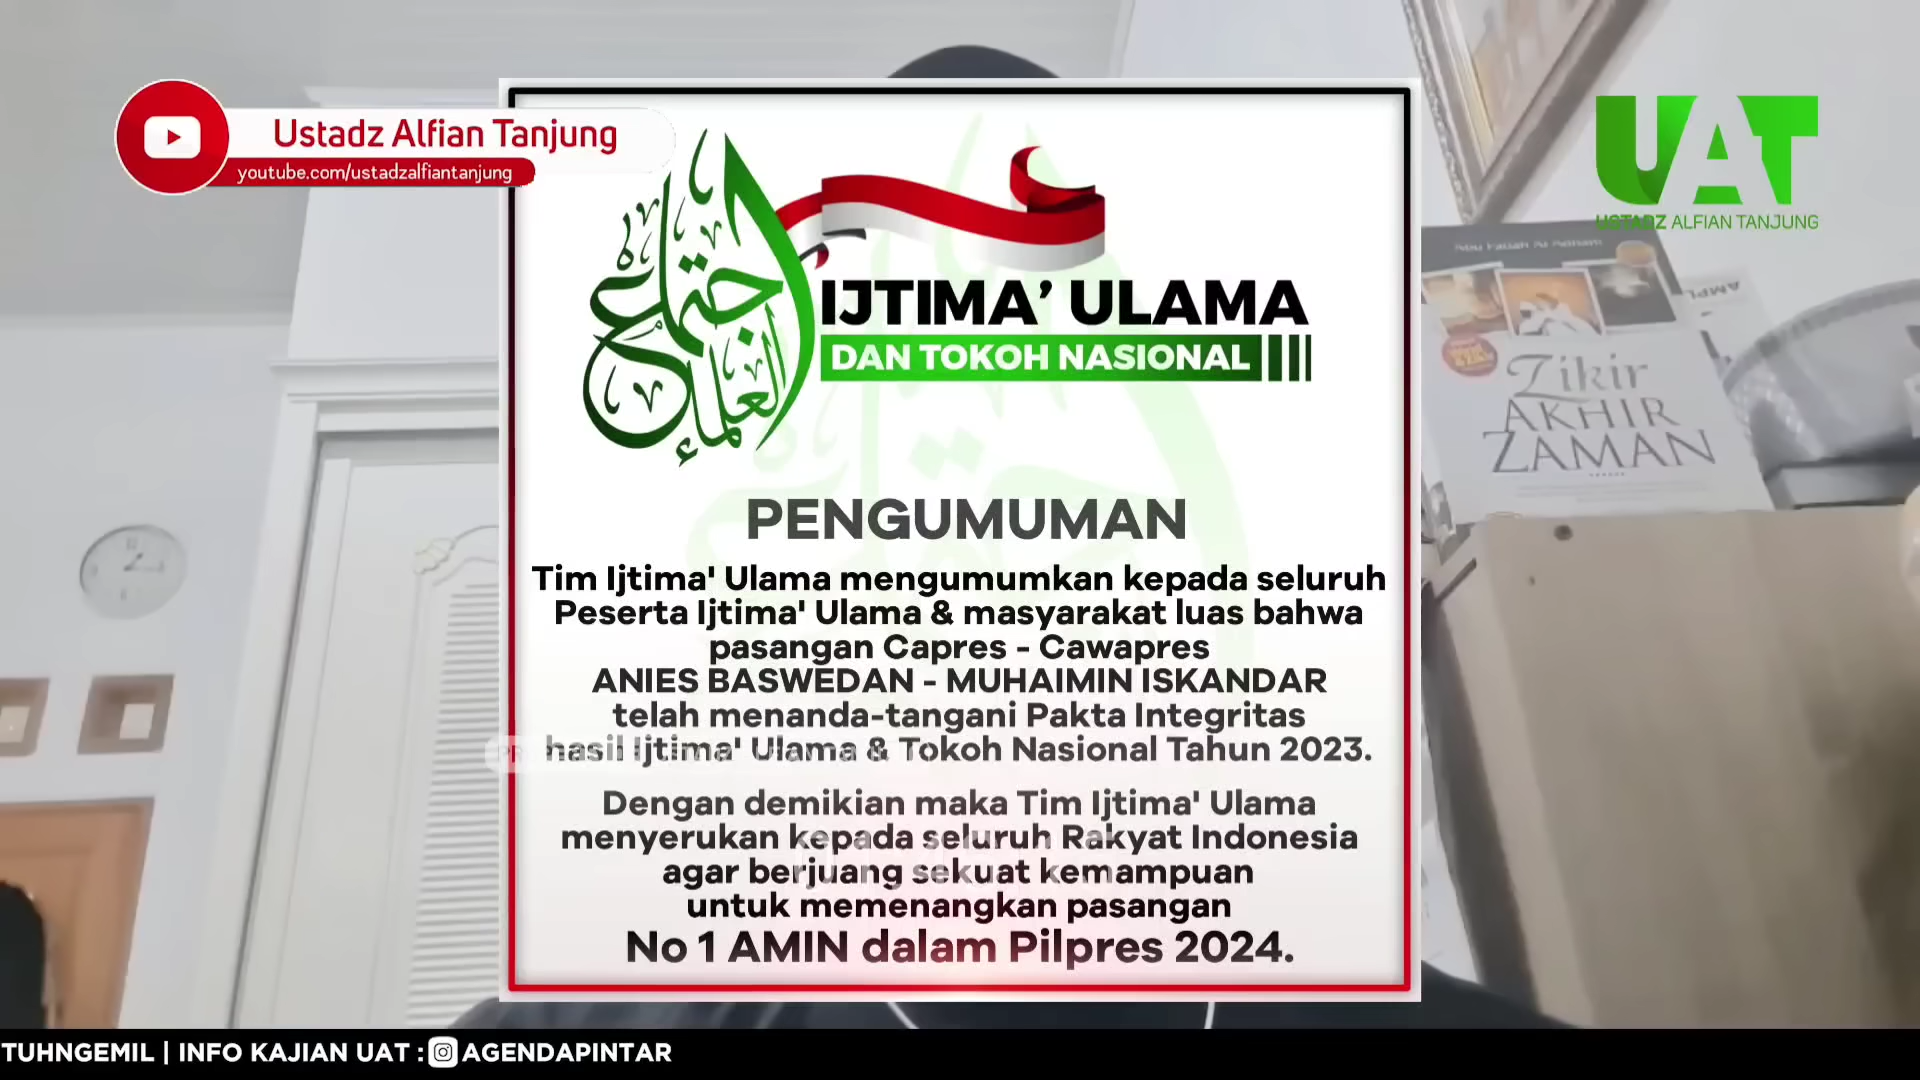 Ustadz Alfian Tanjung
youtube.com/ustadzalfiantanjung
UAT
USTADZ ALFIAN TANJUNG
اجتماع
العلماء
IJTIMA’ ULAMA
DAN TOKOH NASIONAL
Zikir
AKHIR
ZAMAN
PENGUMUMAN
Tim Ijtima' Ulama mengumumkan kepada seluruh
Peserta Ijtima' Ulama & masyarakat luas bahwa
pasangan Capres - Cawapres
ANIES BASWEDAN - MUHAIMIN ISKANDAR
telah menanda-tangani Pakta Integritas
hasil Ijtima' Ulama & Tokoh Nasional Tahun 2023.
Dengan demikian maka Tim Ijtima' Ulama
menyerukan kepada seluruh Rakyat Indonesia
agar berjuang sekuat kemampuan
untuk memenangkan pasangan
No 1 AMIN dalam Pilpres 2024.
TUHNGEMIL | INFO KAJIAN UAT : AGENDAPINTAR